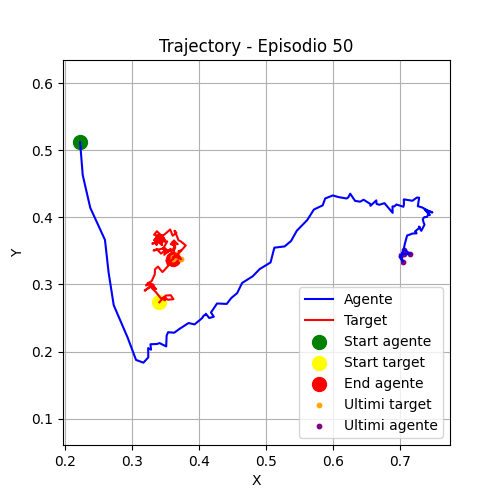 Trajectory - Episodio 50
0.6
0.5
0.4
0.3
0.2
0.1
Y
0.2 0.3 0.4 0.5 0.6 0.7
X
Agente
Target
Start agente
Start target
End agente
Ultimi target
Ultimi agente